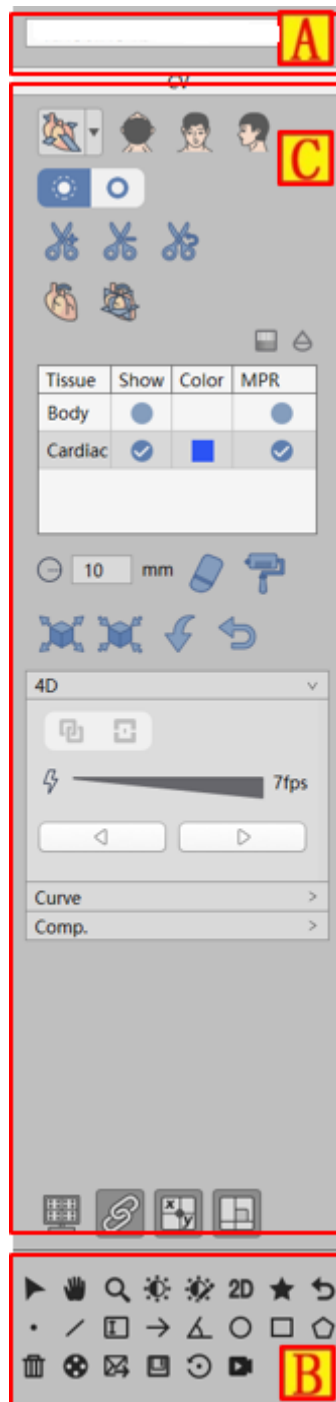 A
CV
C
Tissue Show Color MPR
Body
Cardiac
10 mm
4D
7fps
Curve
Comp.
x
y
2D
B